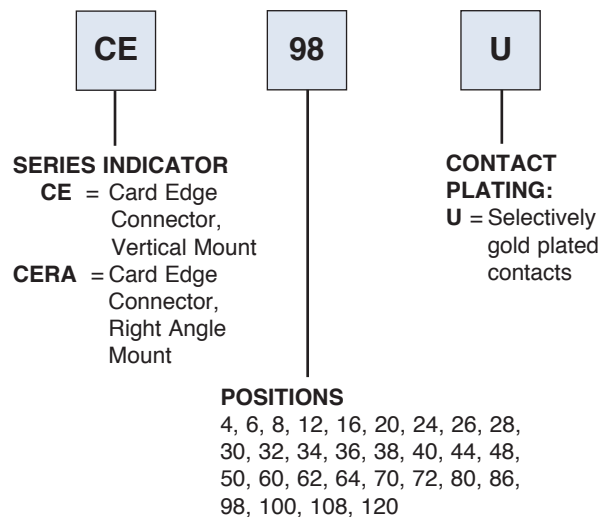 CE 98 U
SERIES INDICATOR
CE = Card Edge
Connector,
Vertical Mount
CERA = Card Edge
Connector,
Right Angle
Mount
CONTACT
PLATING:
U = Selectively
gold plated
contacts
POSITIONS
4, 6, 8, 12, 16, 20, 24, 26, 28,
30, 32, 34, 36, 38, 40, 44, 48,
50, 60, 62, 64, 70, 72, 80, 86,
98, 100, 108, 120